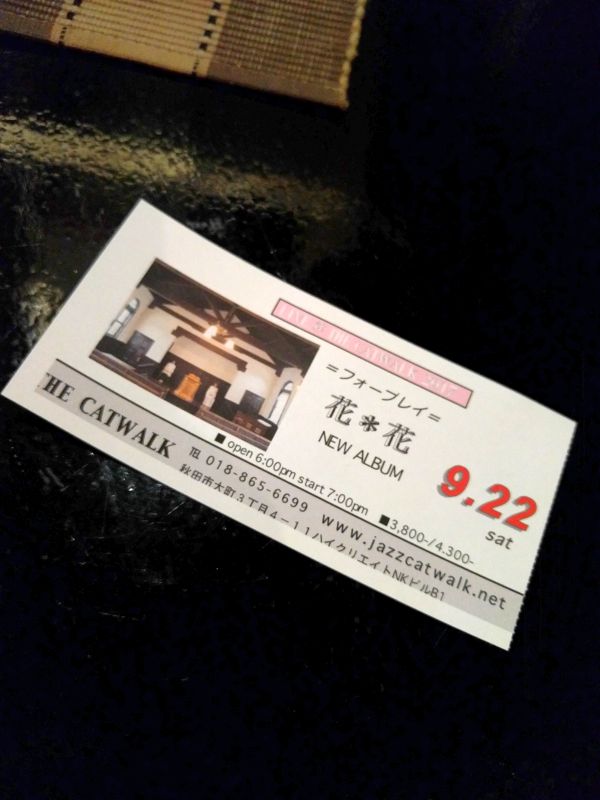 LIVE @ THE CATWALK 2017
=フォープレイ=
花*花
NEW ALBUM
9.22
sat
■ open 6:00pm start 7:00pm ■3,800-/4.300-
THE CATWALK
℡ 018-865-6699 www.jazzcatwalk.net
秋田市大町3丁目4-11ハイクリエイトNKビルB1